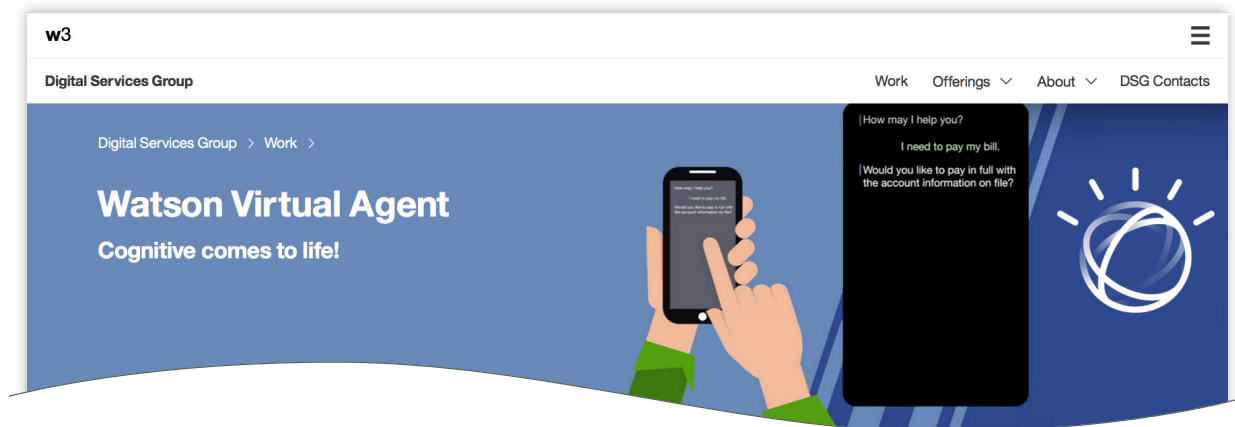 w3
Digital Services Group
Work Offerings About DSG Contacts
Digital Services Group > Work >
Watson Virtual Agent
Cognitive comes to life!
How may I help you?
I need to pay my bill.
Would you like to pay in full with
the account information on file?
How may I help you?
I need to pay my bill.
Would you like to pay in full with
the account information on file?